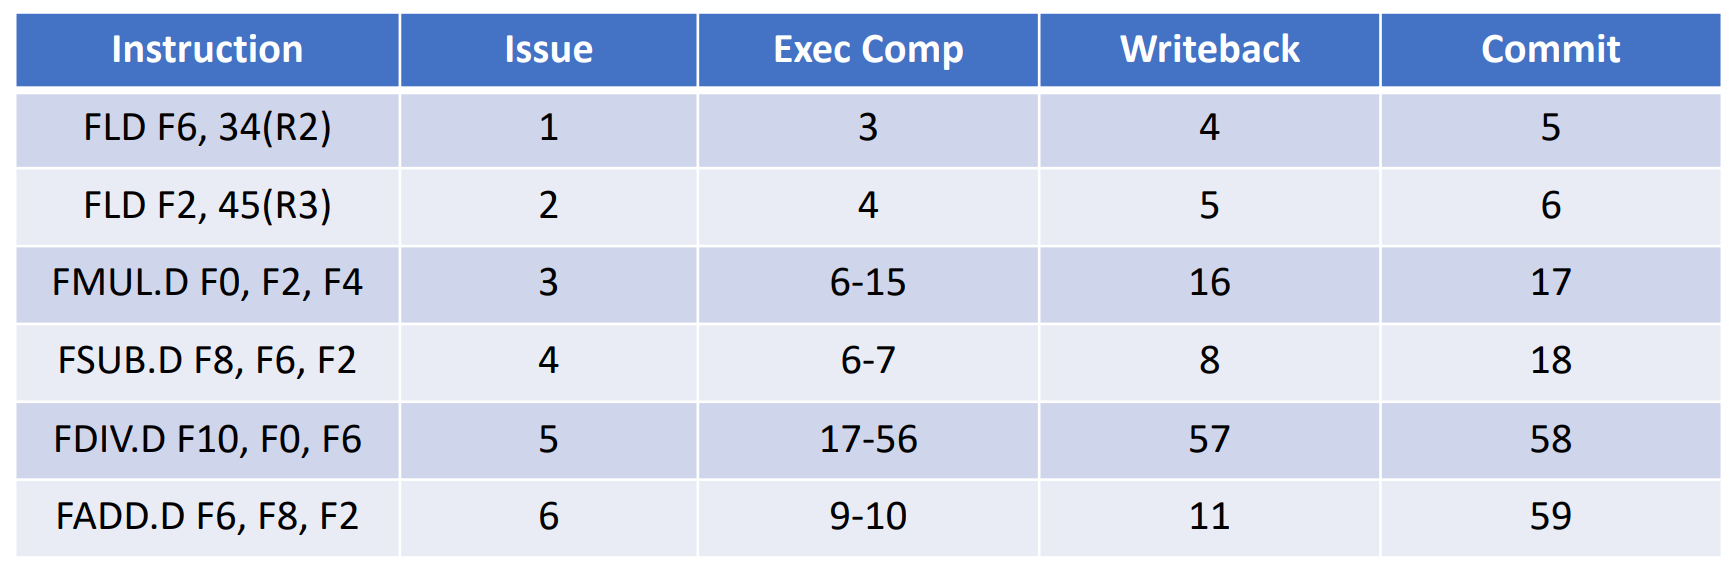 Instruction Issue Exec Comp Writeback Commit
FLD F6, 34(R2) 1 3 4 5
FLD F2, 45(R3) 2 4 5 6
FMUL.D F0, F2, F4 3 6-15 16 17
FSUB.D F8, F6, F2 4 6-7 8 18
FDIV.D F10, F0, F6 5 17-56 57 58
FADD.D F6, F8, F2 6 9-10 11 59